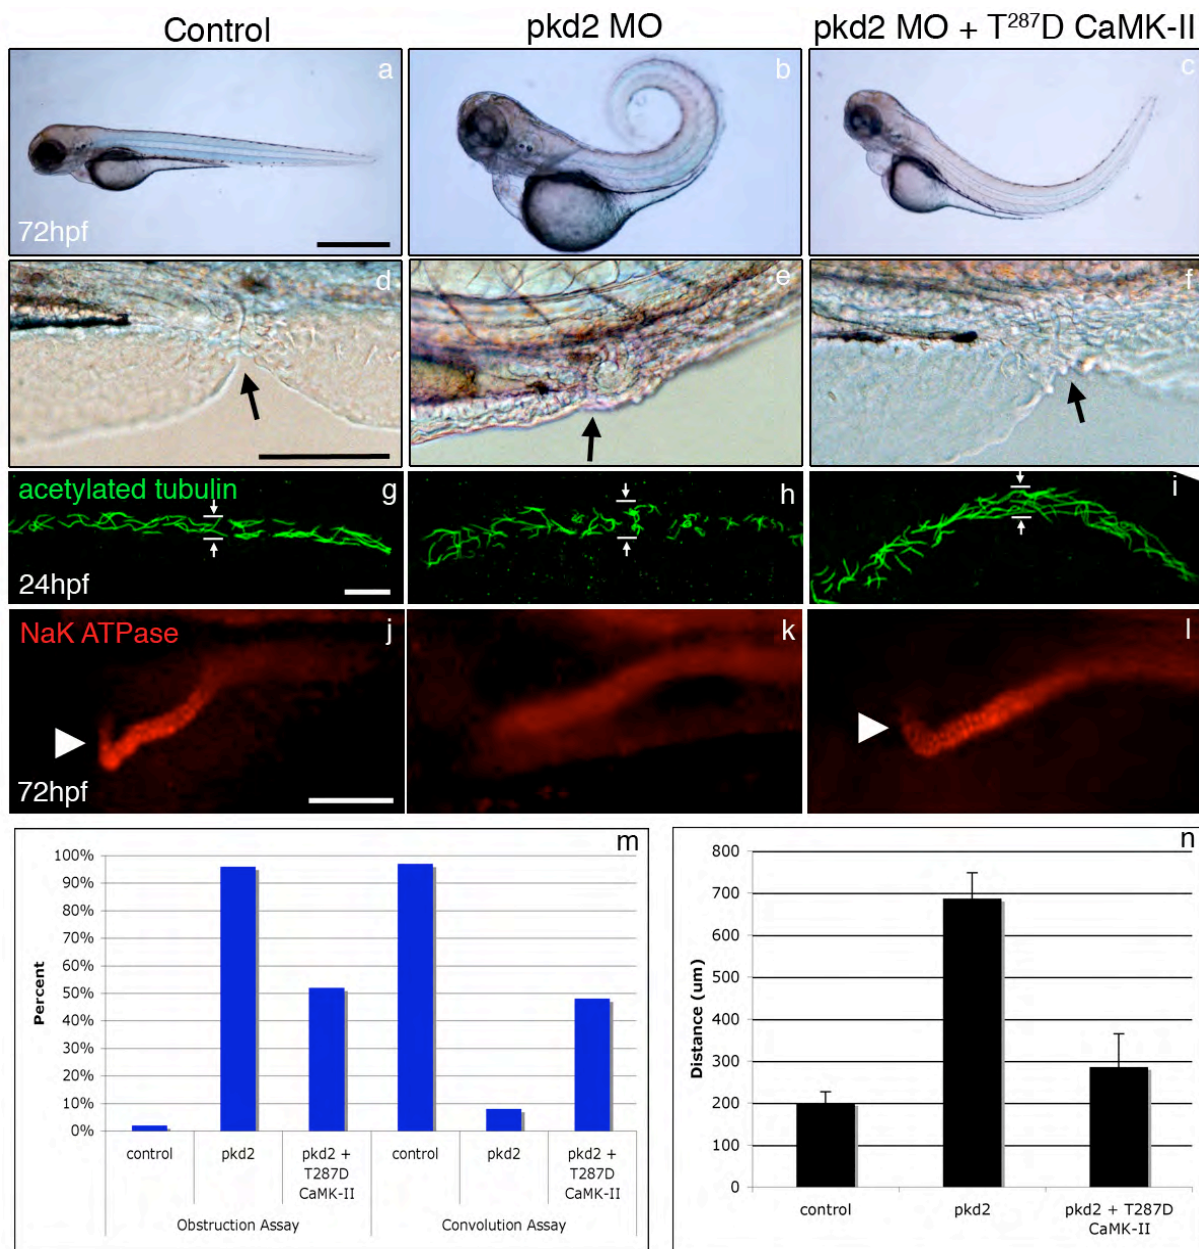 Control pkd2 MO pkd2 MO + T²⁸⁷D CaMK-II
a b c
72hpf
d e f
acetylated tubulin g h i
24hpf
NaK ATPase j k l
72hpf
m
100%
90%
80%
70%
60%
50%
40%
30%
20%
10%
0%
Percent
control pkd2 pkd2 + T287D CaMK-II control pkd2 pkd2 + T287D CaMK-II
Obstruction Assay Convolution Assay
n
800
700
600
500
400
300
200
100
0
Distance (um)
control pkd2 pkd2 + T287D
CaMK-II